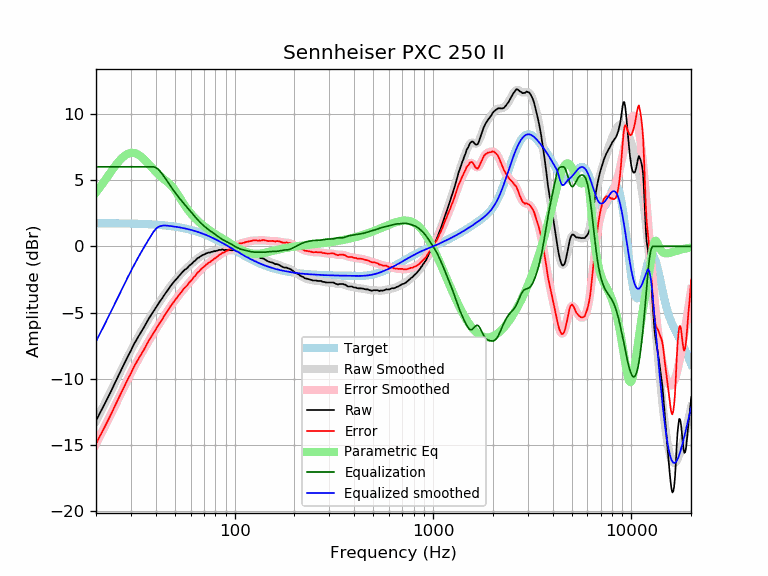 Sennheiser PXC 250 II
Amplitude (dBr)
10
5
0
−5
−10
−15
−20
Target
Raw Smoothed
Error Smoothed
Raw
Error
Parametric Eq
Equalization
Equalized smoothed
100 1000 10000
Frequency (Hz)